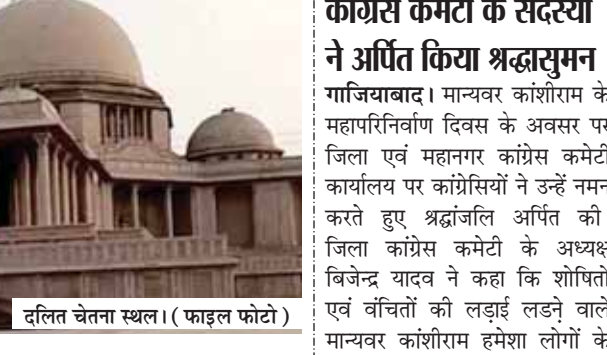 दलित चेतना स्थल। ( फाइल फोटो )
कांग्रेस कमेटी के सदस्यों
ने अर्पित किया श्रद्धासुमन
गाजियाबाद। मान्यवर कांशीराम के
महापरिनिर्वाण दिवस के अवसर पर
जिला एवं महानगर कांग्रेस कमेटी
कार्यालय पर कांग्रेसियों ने उन्हें नमन
करते हुए श्रद्धांजलि अर्पित की
जिला कांग्रेस कमेटी के अध्यक्ष
बिजेन्द्र यादव ने कहा कि शोषितों
एवं वंचितों की लड़ाई लडऩे वाले
मान्यवर कांशीराम हमेशा लोगों के